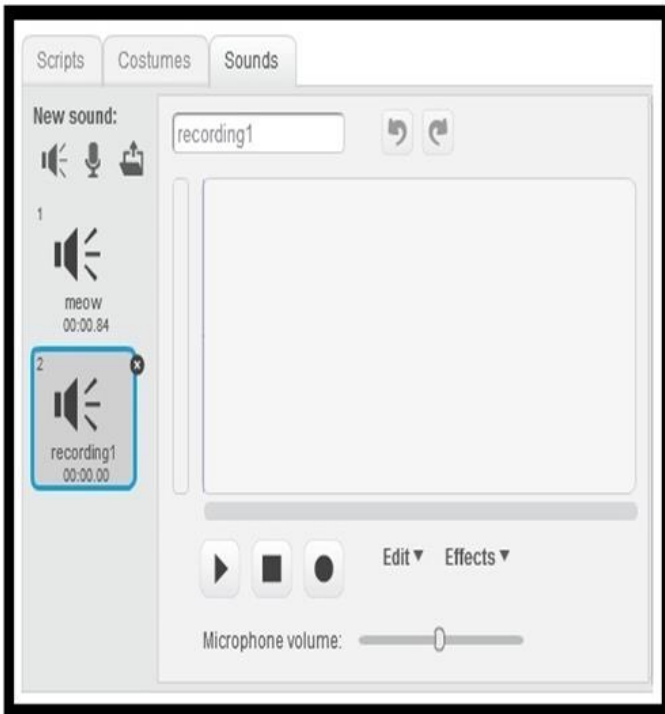 Scripts Costumes Sounds
New sound:
recording1
1
meow
00:00.84
2
recording1
00:00.00
Edit Effects
Microphone volume: